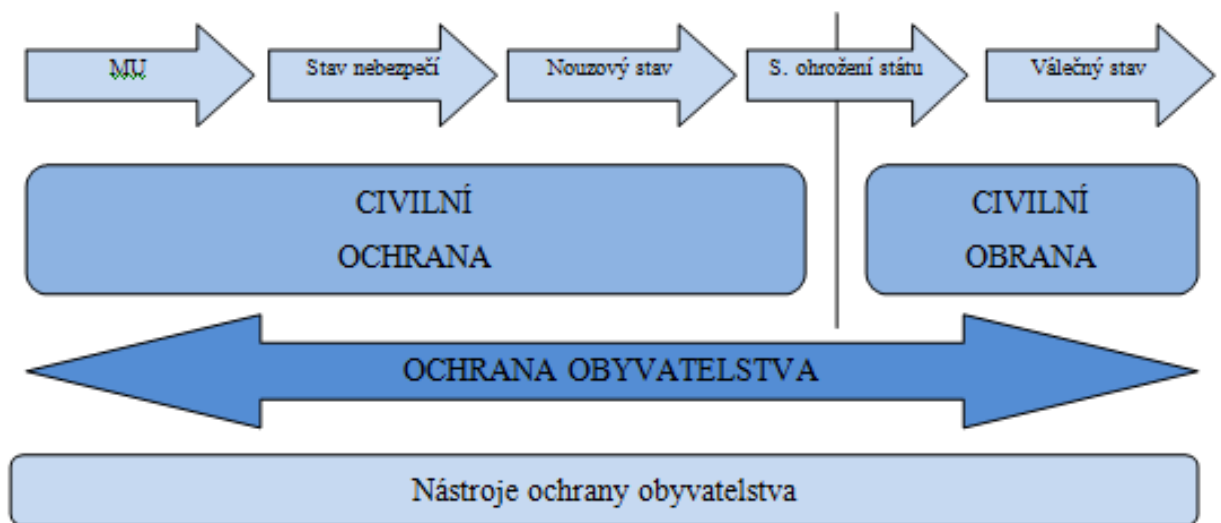 MU
Stav nebezpečí
Nouzový stav
S. ohrožení státu
Válečný stav
CIVILNÍ
OCHRANA
CIVILNÍ
OBRANA
OCHRANA OBYVATELSTVA
Nástroje ochrany obyvatelstva